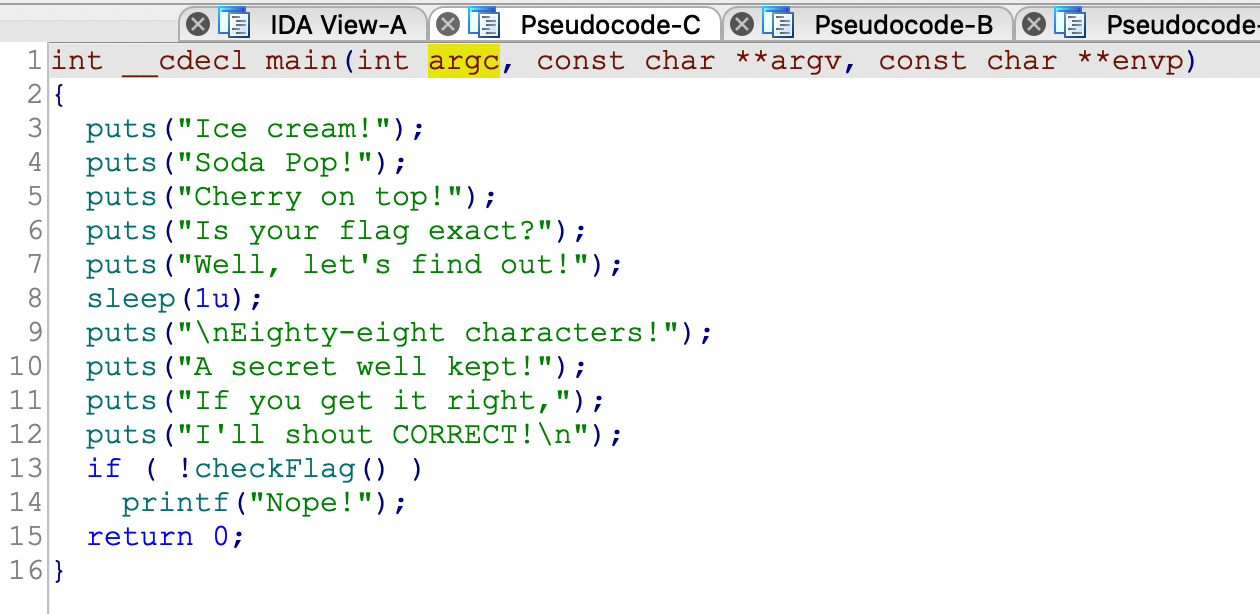 IDA View-A Pseudocode-C Pseudocode-B Pseudocode-
1 int __cdecl main(int argc, const char **argv, const char **envp)
2 {
3 puts("Ice cream!");
4 puts("Soda Pop!");
5 puts("Cherry on top!");
6 puts("Is your flag exact?");
7 puts("Well, let's find out!");
8 sleep(1u);
9 puts("\nEighty-eight characters!");
10 puts("A secret well kept!");
11 puts("If you get it right,");
12 puts("I'll shout CORRECT!\n");
13 if ( !checkFlag() )
14 printf("Nope!");
15 return 0;
16 }